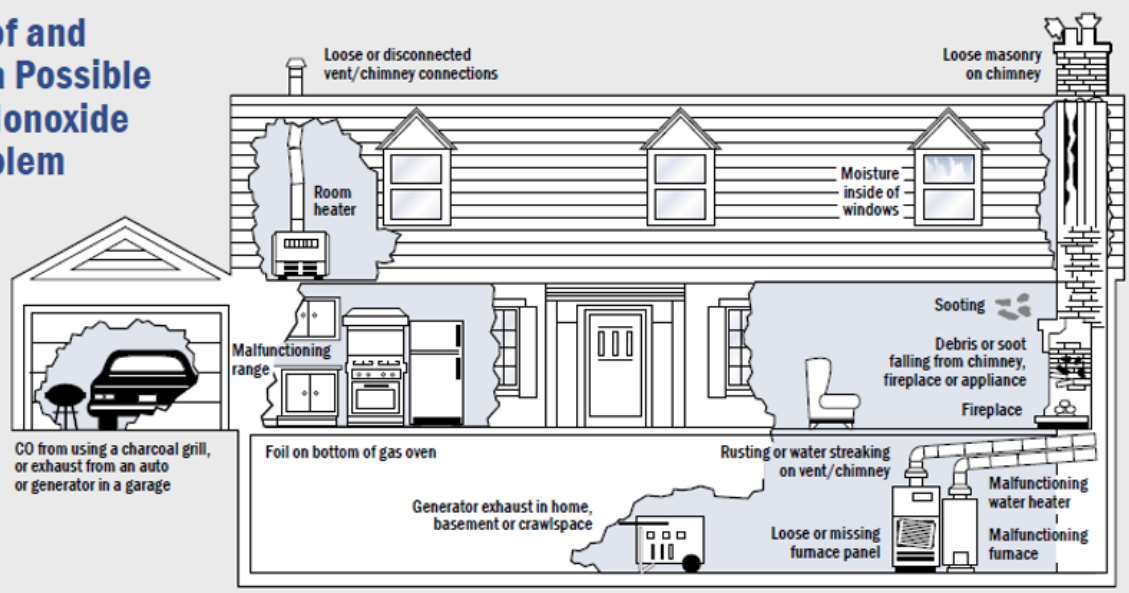 of and
Possible
onoxide
Loose or disconnected
vent/chimney connections
Loose masonry
on chimney
Room
heater
Moisture
inside of
windows
Malfunctioning
range
Sooting
Debris or soot
falling from chimney,
fireplace or appliance
Fireplace
CO from using a charcoal grill,
or exhaust from an auto
or generator in a garage
Foil on bottom of gas oven
Rusting or water streaking
on vent/chimney
Generator exhaust in home,
basement or crawlspace
Loose or missing
furnace panel
Malfunctioning
water heater
Malfunctioning
furnace